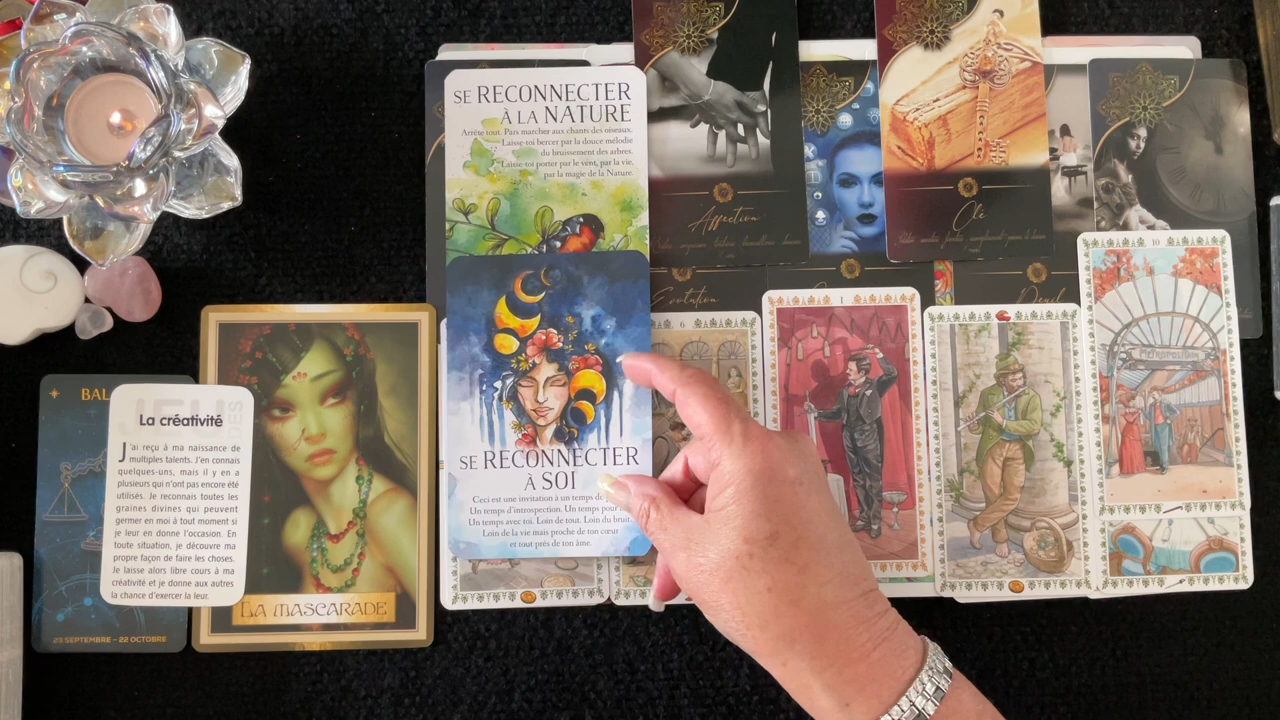 SE RECONNECTER
À LA NATURE
Arrête tout. Pars marcher aux chants des oiseaux.
Laisse-toi bercer par la douce mélodie
du bruissement des arbres.
Laisse-toi porter par le vent, par la vie,
par la magie de la Nature.
SE RECONNECTER
À SOI
Ceci est une invitation à un temps de
Un temps d'introspection. Un temps pour
Un temps avec toi. Loin de tout. Loin du bruit,
Loin de la vie mais proche de ton cœur
et tout près de ton âme.
Affection
Clé
Evolution
Deuil
6
1
10
METROPOLITAIN
BAL
23 SEPTEMBRE - 22 OCTOBRE
La créativité
J'ai reçu à ma naissance de
multiples talents. J'en connais
quelques-uns, mais il y en a
plusieurs qui n'ont pas encore été
utilisés. Je reconnais toutes les
graines divines qui peuvent
germer en moi à tout moment si
je leur en donne l'occasion. En
toute situation, je découvre ma
propre façon de faire les choses.
Je laisse alors libre cours à ma
créativité et je donne aux autres
la chance d'exercer la leur.
LA MASCARADE